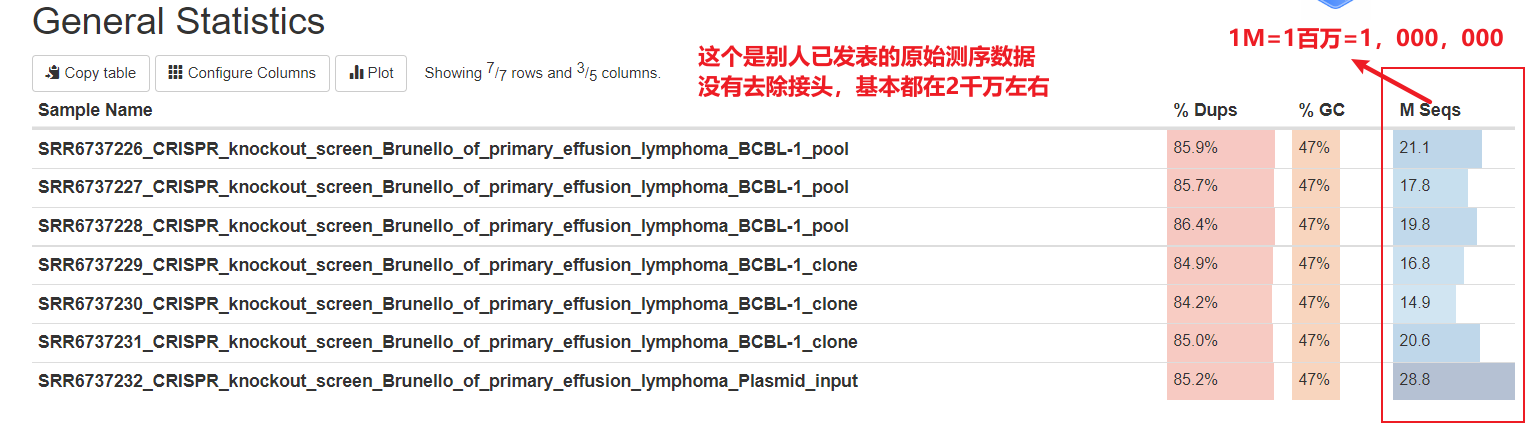 General Statistics
1M=1百万=1，000，000
这个是别人已发表的原始测序数据
没有去除接头，基本都在2千万左右
Copy table Configure Columns Plot Showing 7/7 rows and 3/5 columns.
Sample Name % Dups % GC M Seqs
SRR6737226_CRISPR_knockout_screen_Brunello_of_primary_effusion_lymphoma_BCBL-1_pool 85.9% 47% 21.1
SRR6737227_CRISPR_knockout_screen_Brunello_of_primary_effusion_lymphoma_BCBL-1_pool 85.7% 47% 17.8
SRR6737228_CRISPR_knockout_screen_Brunello_of_primary_effusion_lymphoma_BCBL-1_pool 86.4% 47% 19.8
SRR6737229_CRISPR_knockout_screen_Brunello_of_primary_effusion_lymphoma_BCBL-1_clone 84.9% 47% 16.8
SRR6737230_CRISPR_knockout_screen_Brunello_of_primary_effusion_lymphoma_BCBL-1_clone 84.2% 47% 14.9
SRR6737231_CRISPR_knockout_screen_Brunello_of_primary_effusion_lymphoma_BCBL-1_clone 85.0% 47% 20.6
SRR6737232_CRISPR_knockout_screen_Brunello_of_primary_effusion_lymphoma_Plasmid_input 85.2% 47% 28.8